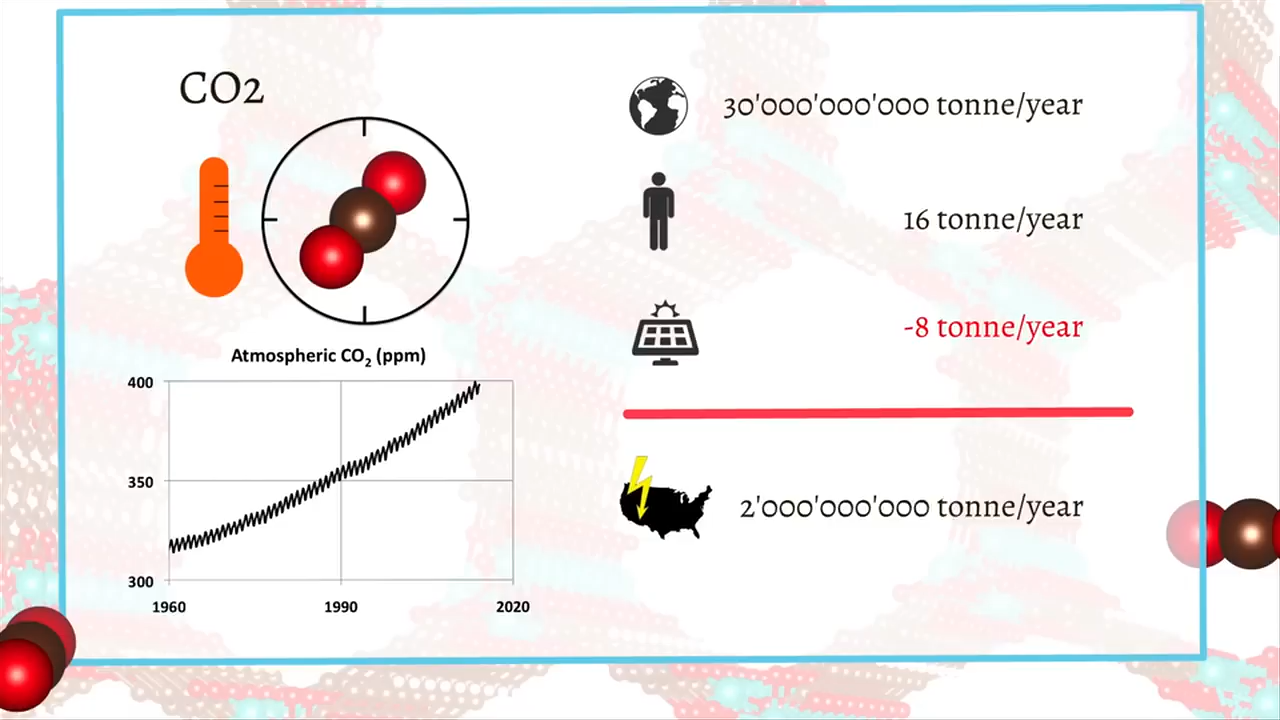 CO2
30'000'000'000 tonne/year
16 tonne/year
-8 tonne/year
Atmospheric CO₂ (ppm)
400
350
300
1960 1990 2020
2'000'000'000 tonne/year